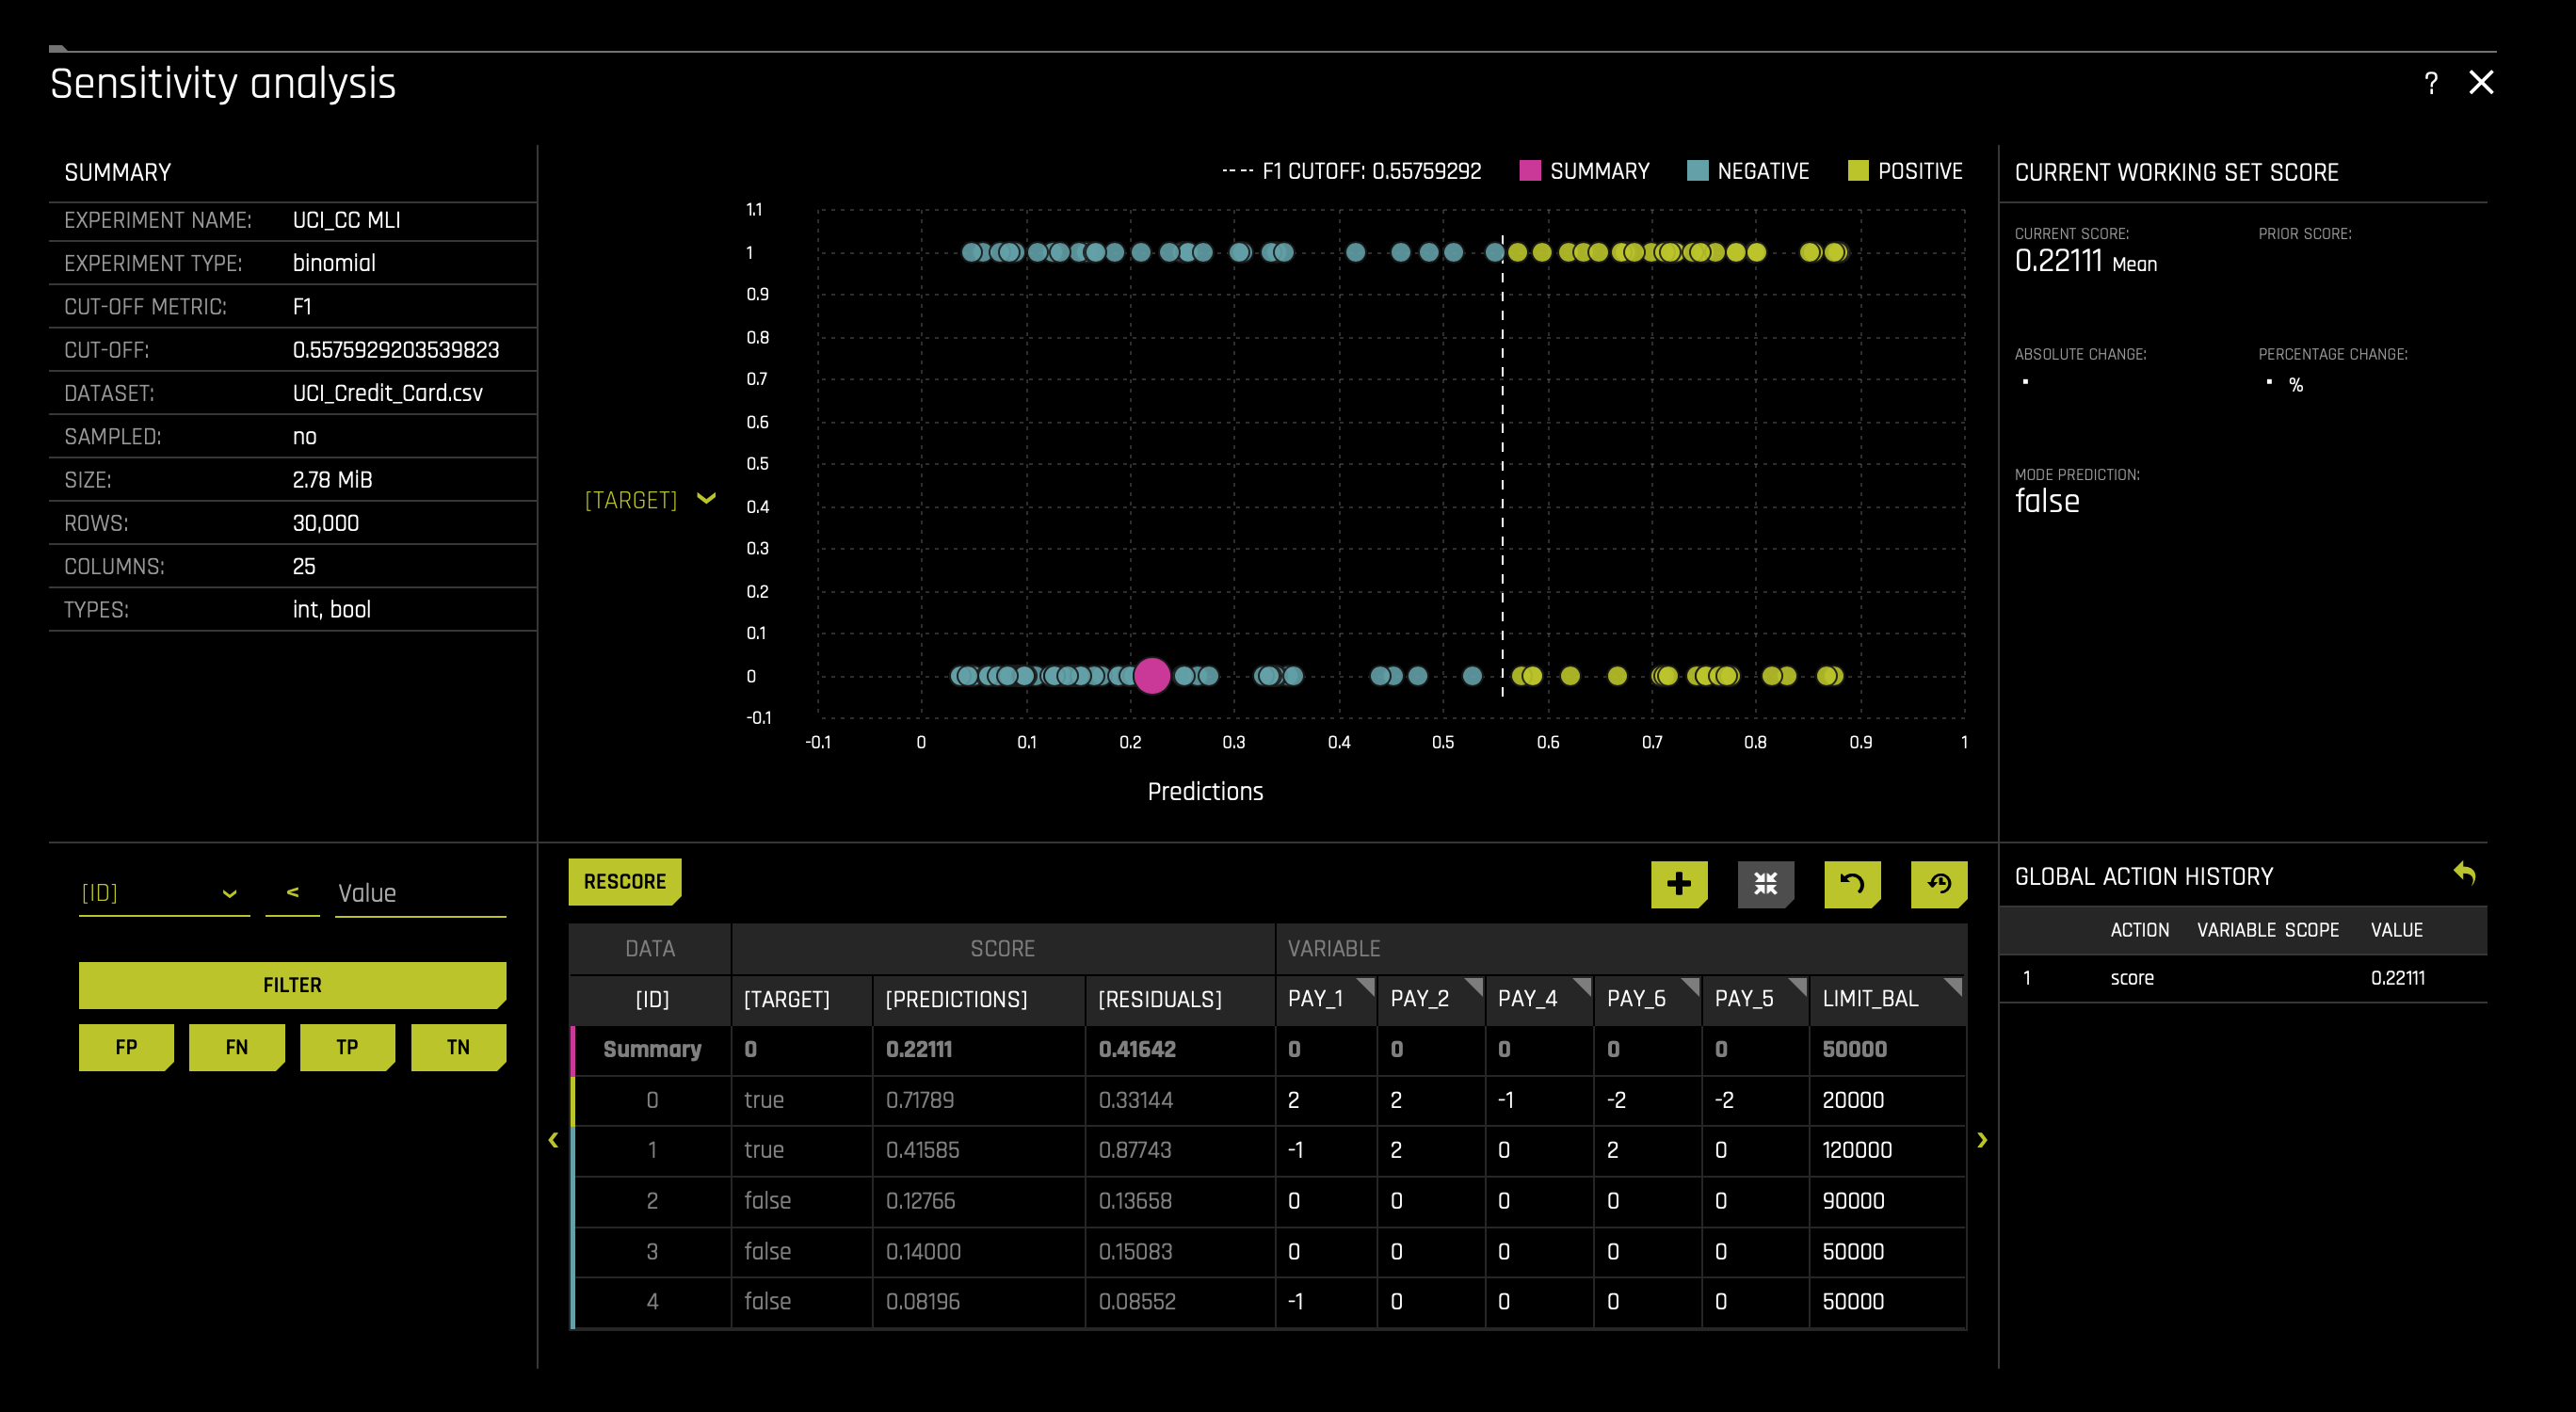 Sensitivity analysis
?
SUMMARY
EXPERIMENT NAME: UCI_CC MLI
EXPERIMENT TYPE: binomial
CUT-OFF METRIC: F1
CUT-OFF: 0.5575929203539823
DATASET: UCI_Credit_Card.csv
SAMPLED: no
SIZE: 2.78 MiB
ROWS: 30,000
COLUMNS: 25
TYPES: int, bool
F1 CUTOFF: 0.55759292 SUMMARY NEGATIVE POSITIVE
[TARGET]
1.1
1
0.9
0.8
0.7
0.6
0.5
0.4
0.3
0.2
0.1
0
-0.1
-0.1 0 0.1 0.2 0.3 0.4 0.5 0.6 0.7 0.8 0.9 1
Predictions
CURRENT WORKING SET SCORE
CURRENT SCORE: PRIOR SCORE:
0.22111 Mean
ABSOLUTE CHANGE: PERCENTAGE CHANGE:
%
MODE PREDICTION:
false
[ID] < Value
FILTER
FP FN TP TN
RESCORE
DATA SCORE VARIABLE
[ID] [TARGET] [PREDICTIONS] [RESIDUALS] PAY_1 PAY_2 PAY_4 PAY_6 PAY_5 LIMIT_BAL
Summary 0 0.22111 0.41642 0 0 0 0 0 50000
0 true 0.71789 0.33144 2 2 -1 -2 -2 20000
1 true 0.41585 0.87743 -1 2 0 2 0 120000
2 false 0.12766 0.13658 0 0 0 0 0 90000
3 false 0.14000 0.15083 0 0 0 0 0 50000
4 false 0.08196 0.08552 -1 0 0 0 0 50000
GLOBAL ACTION HISTORY
ACTION VARIABLE SCOPE VALUE
1 score 0.22111